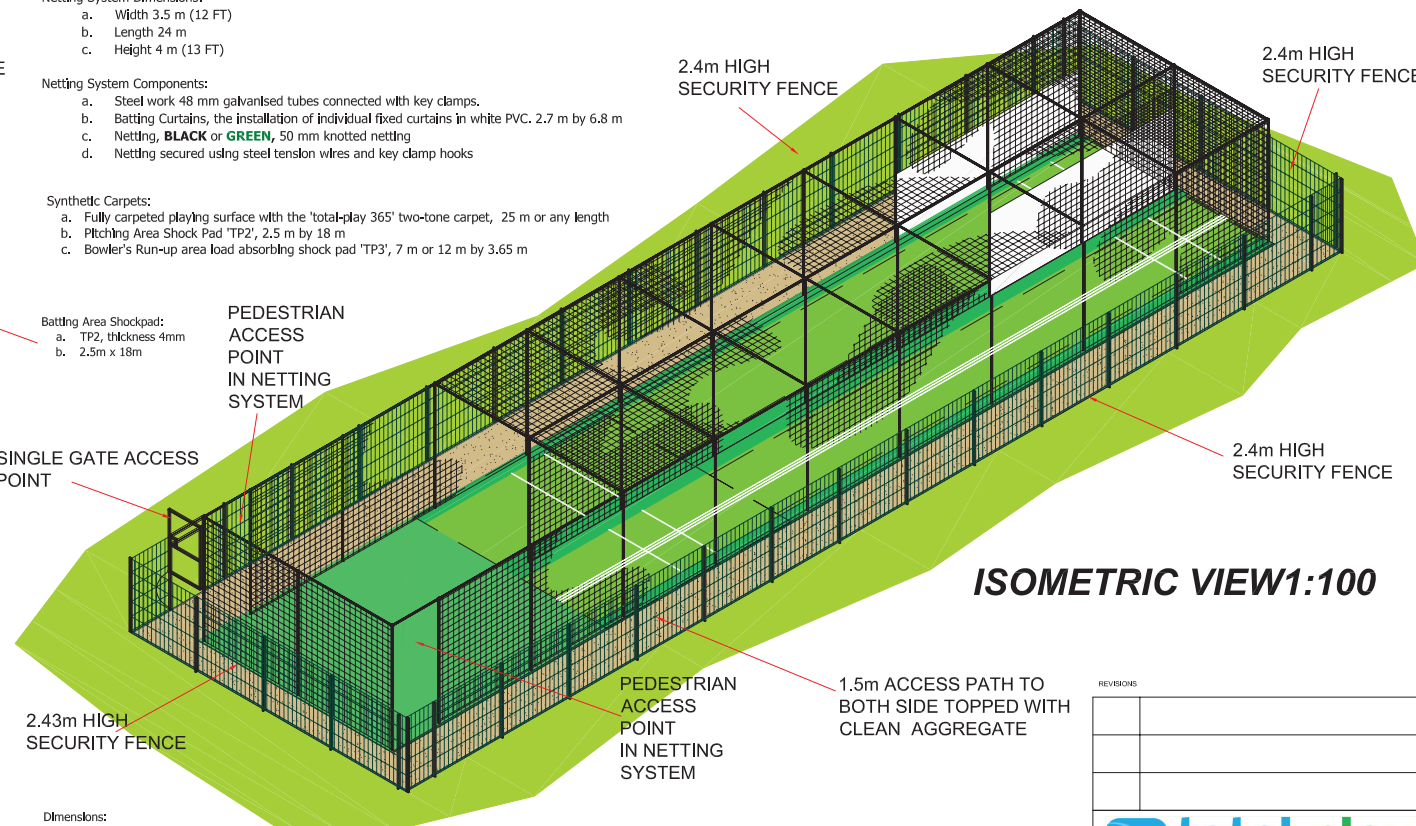 Netting System Dimensions:
a. Width 3.5 m (12 FT)
b. Length 24 m
c. Height 4 m (13 FT)
E
Netting System Components:
a. Steel work 48 mm galvanised tubes connected with key clamps.
b. Batting Curtains, the installation of individual fixed curtains in white PVC. 2.7 m by 6.8 m
c. Netting, BLACK or GREEN, 50 mm knotted netting
d. Netting secured using steel tension wires and key clamp hooks
Synthetic Carpets:
a. Fully carpeted playing surface with the 'total-play 365' two-tone carpet, 25 m or any length
b. Pitching Area Shock Pad 'TP2', 2.5 m by 18 m
c. Bowler's Run-up area load absorbing shock pad 'TP3', 7 m or 12 m by 3.65 m
Batting Area Shockpad:
a. TP2, thickness 4mm
b. 2.5m x 18m
2.4m HIGH
SECURITY FENCE
2.4m HIGH
SECURITY FENCE
PEDESTRIAN
ACCESS
POINT
IN NETTING
SYSTEM
SINGLE GATE ACCESS
POINT
2.4m HIGH
SECURITY FENCE
ISOMETRIC VIEW1:100
2.43m HIGH
SECURITY FENCE
PEDESTRIAN
ACCESS
POINT
IN NETTING
SYSTEM
1.5m ACCESS PATH TO
BOTH SIDE TOPPED WITH
CLEAN AGGREGATE
REVISIONS
Dimensions: